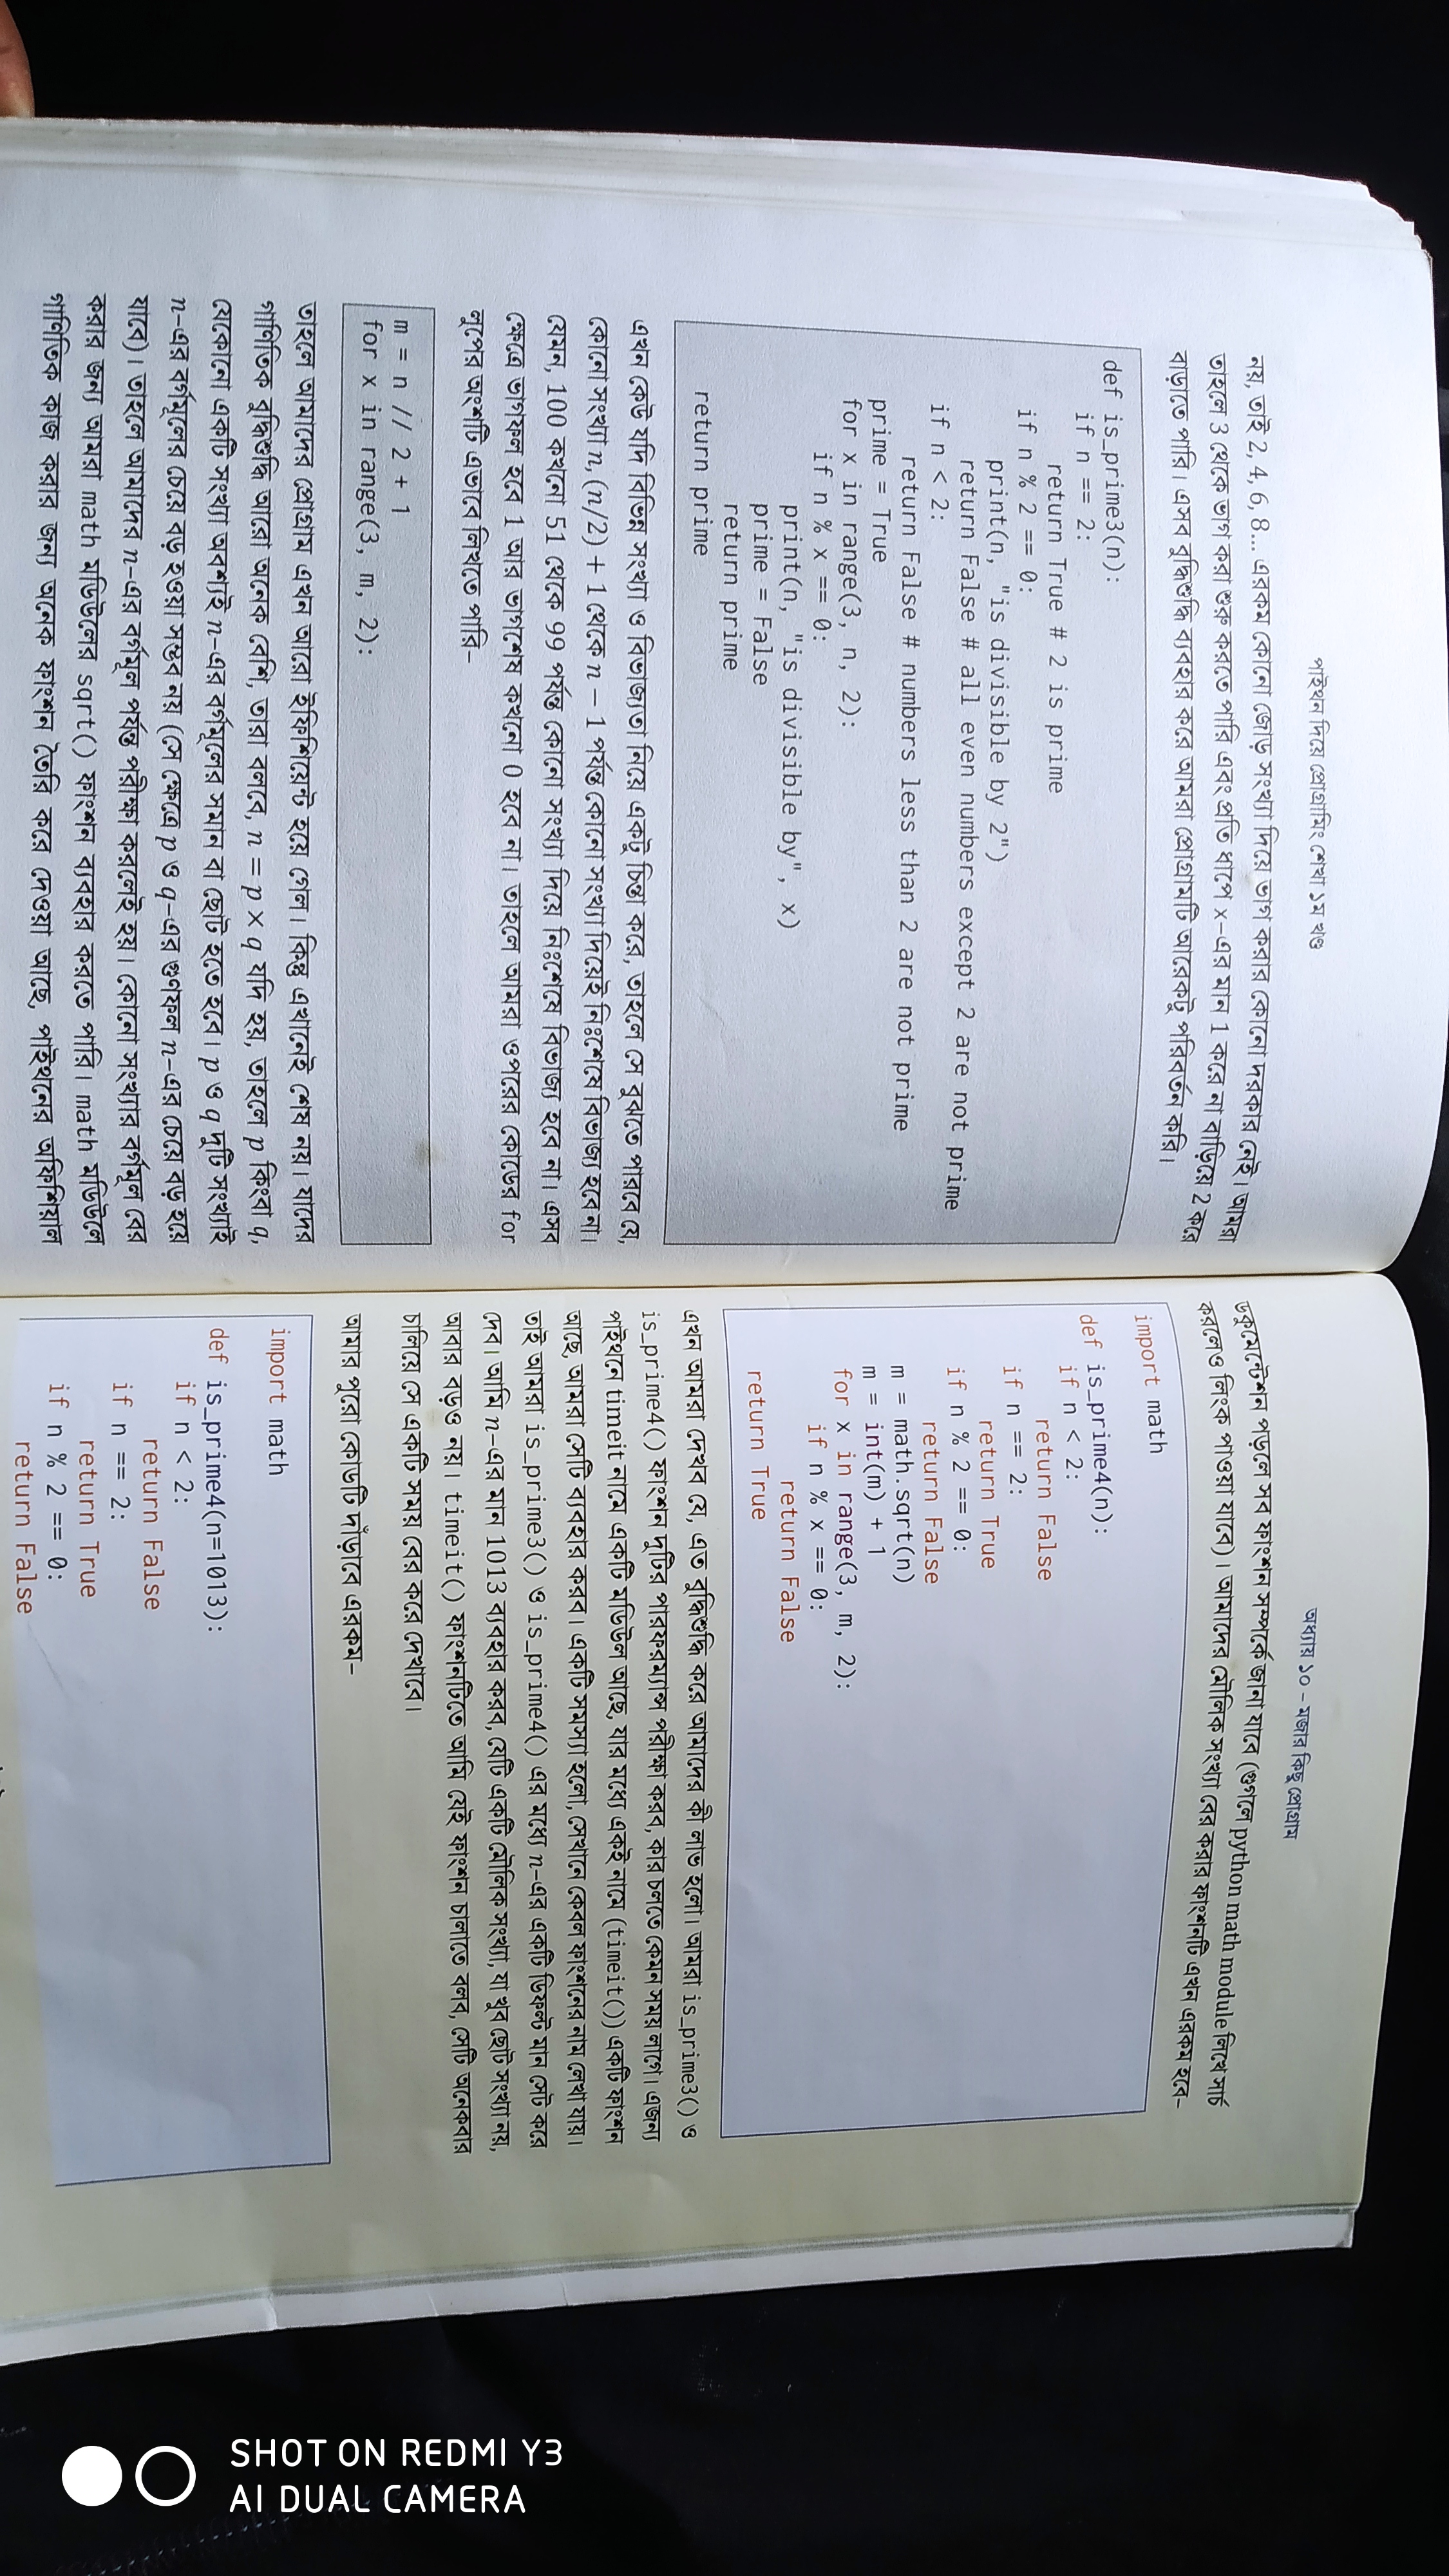 পাইথন দিয়ে প্রোগ্রামিং শেখা ১ম খণ্ড
নয়, তাই 2, 4, 6, 8... এরকম কোনো জোড় সংখ্যা দিয়ে ভাগ করার কোনো দরকার নেই। আমরা
তাহলে 3 থেকে ভাগ করা শুরু করতে পারি এবং প্রতি ধাপে x-এর মান 1 করে না বাড়িয়ে 2 করে
বাড়াতে পারি। এসব বুদ্ধিশুদ্ধি ব্যবহার করে আমরা প্রোগ্রামটি আরেকটু পরিবর্তন করি।
def is_prime3(n):
if n == 2:
return True # 2 is prime
if n % 2 == 0:
print(n, "is divisible by 2")
return False # all even numbers except 2 are not prime
if n < 2:
return False # numbers less than 2 are not prime
prime = True
for x in range(3, n, 2):
if n % x == 0:
print(n, "is divisible by", x)
prime = False
return prime
return prime
এখন কেউ যদি বিভিন্ন সংখ্যা ও বিভাজ্যতা নিয়ে একটু চিন্তা করে, তাহলে সে বুঝতে পারবে যে,
কোনো সংখ্যা n, (n/2) + 1 থেকে n − 1 পর্যন্ত কোনো সংখ্যা দিয়েই নিঃশেষে বিভাজ্য হবে না।
যেমন, 100 কখনো 51 থেকে 99 পর্যন্ত কোনো সংখ্যা দিয়ে নিঃশেষে বিভাজ্য হবে না। এসব
ক্ষেত্রে ভাগফল হবে 1 আর ভাগশেষ কখনো 0 হবে না। তাহলে আমরা ওপরের কোডের for
লুপের অংশটি এভাবে লিখতে পারি–
m = n // 2 + 1
for x in range(3, m, 2):
তাহলে আমাদের প্রোগ্রাম এখন আরো ইফিশিয়েন্ট হয়ে গেল। কিন্তু এখানেই শেষ নয়। যাদের
গাণিতিক বুদ্ধিশুদ্ধি আরো অনেক বেশি, তারা বলবে, n = p × q যদি হয়, তাহলে p কিংবা q,
যেকোনো একটি সংখ্যা অবশ্যই n-এর বর্গমূলের সমান বা ছোট হতে হবে। p ও q দুটি সংখ্যাই
n-এর বর্গমূলের চেয়ে বড় হওয়া সম্ভব নয় (সে ক্ষেত্রে p ও q-এর গুণফল n-এর চেয়ে বড় হয়ে
যাবে)। তাহলে আমাদের n-এর বর্গমূল পর্যন্ত পরীক্ষা করলেই হয়। কোনো সংখ্যার বর্গমূল বের
করার জন্য আমরা math মডিউলের sqrt() ফাংশন ব্যবহার করতে পারি। math মডিউলে
গাণিতিক কাজ করার জন্য অনেক ফাংশন তৈরি করে দেওয়া আছে, পাইথনের অফিশিয়াল
অধ্যায় ১০ – মজার কিছু প্রোগ্রাম
ডকুমেন্টেশন পড়লে সব ফাংশন সম্পর্কে জানা যাবে (গুগলে python math module লিখে সার্চ
করলেও লিংক পাওয়া যাবে)। আমাদের মৌলিক সংখ্যা বের করার ফাংশনটি এখন এরকম হবে–
import math
def is_prime4(n):
if n < 2:
return False
if n == 2:
return True
if n % 2 == 0:
return False
m = math.sqrt(n)
m = int(m) + 1
for x in range(3, m, 2):
if n % x == 0:
return False
return True
এখন আমরা দেখব যে, এত বুদ্ধিশুদ্ধি করে আমাদের কী লাভ হলো। আমরা is_prime3() ও
is_prime4() ফাংশন দুটির পারফরম্যান্স পরীক্ষা করব, কার চলতে কেমন সময় লাগে। এজন্য
পাইথনে timeit নামে একটি মডিউল আছে, যার মধ্যে একই নামে (timeit()) একটি ফাংশন
আছে, আমরা সেটি ব্যবহার করব। একটি সমস্যা হলো, সেখানে কেবল ফাংশনের নাম লেখা যায়।
তাই আমরা is_prime3() ও is_prime4() এর মধ্যে n-এর একটি ডিফল্ট মান সেট করে
দেব। আমি n-এর মান 1013 ব্যবহার করব, যেটি একটি মৌলিক সংখ্যা, যা খুব ছোট সংখ্যা নয়,
আবার বড়ও নয়। timeit() ফাংশনটিতে আমি যেই ফাংশন চালাতে বলব, সেটি অনেকবার
চালিয়ে সে একটি সময় বের করে দেখাবে।
আমার পুরো কোডটি দাঁড়াবে এরকম–
import math
def is_prime4(n=1013):
if n < 2:
return False
if n == 2:
return True
if n % 2 == 0:
return False
SHOT ON REDMI Y3
AI DUAL CAMERA